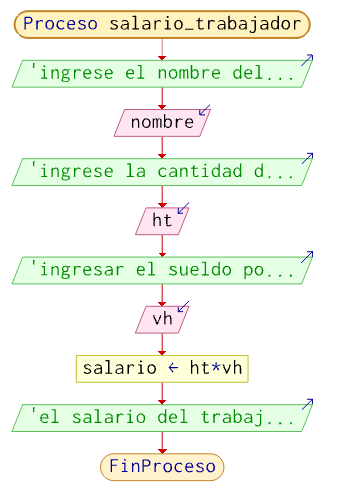 Proceso salario_trabajador
'ingrese el nombre del...
nombre
'ingrese la cantidad d...
ht
'ingresar el sueldo po...
vh
salario ← ht*vh
'el salario del trabaj...
FinProceso